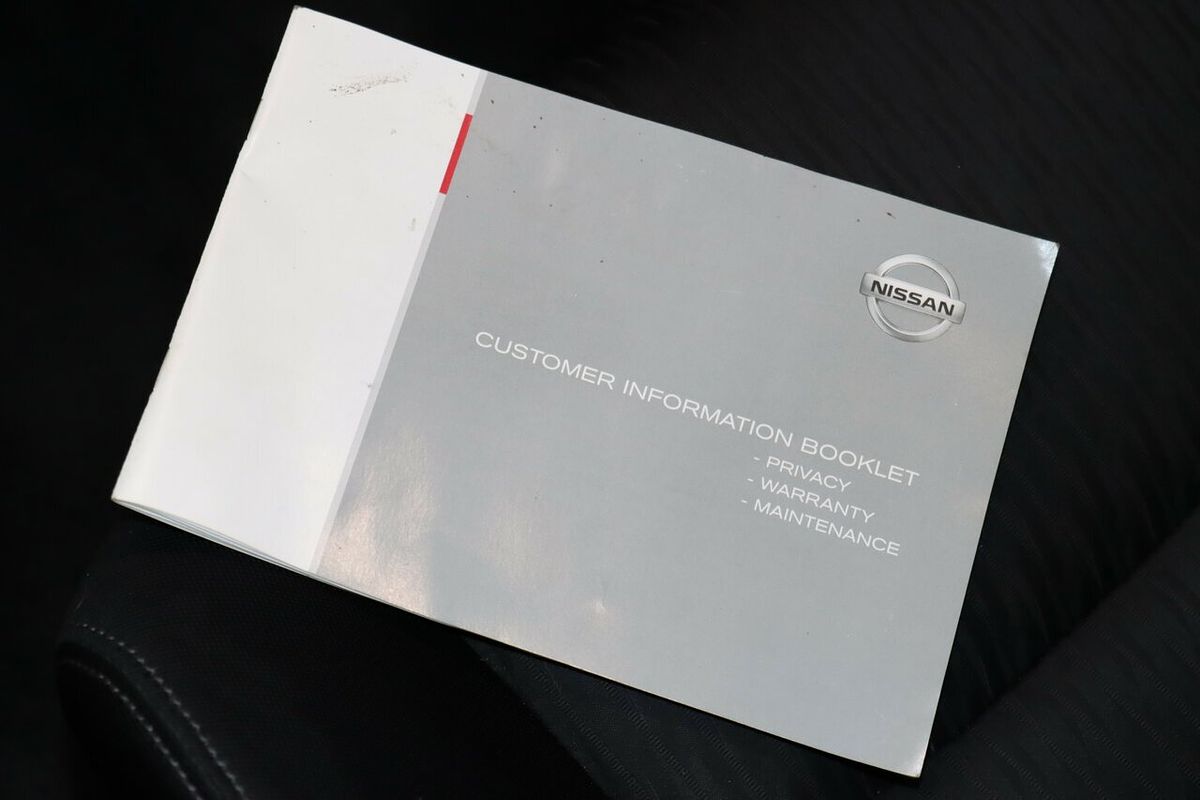 NISSAN
CUSTOMER INFORMATION BOOKLET
- PRIVACY
- WARRANTY
- MAINTENANCE